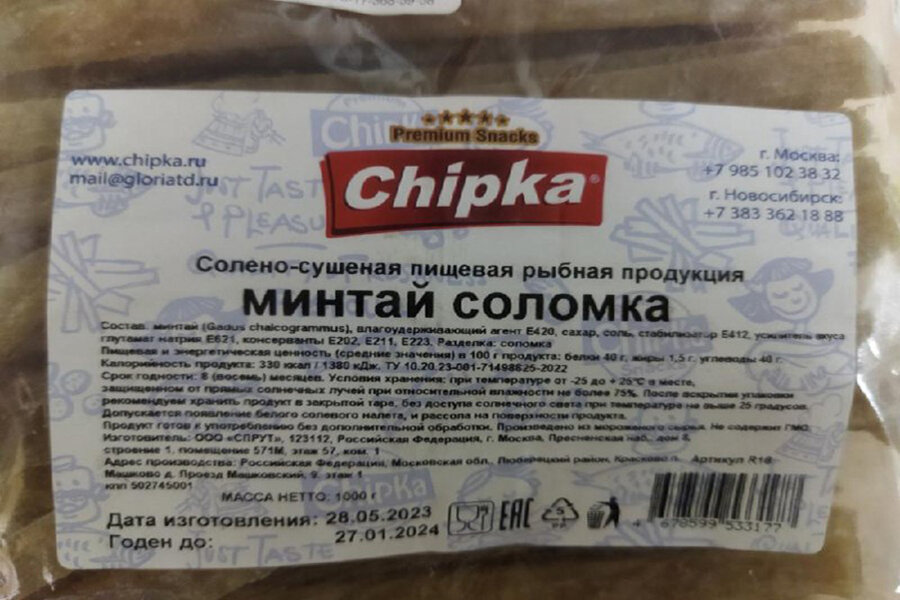 Premium Snacks
Chipka®
www.chipka.ru
mail@gloriatd.ru
г. Москва:
+7 985 102 38 32
г. Новосибирск:
+7 383 362 18 88
Солено-сушеная пищевая рыбная продукция
МИНТАЙ СОЛОМКА
Состав: минтай (Gadus chalcogrammus), влагоудерживающий агент Е420, сахар, соль, стабилизатор Е412, усилитель вкуса
глутамат натрия Е621, консерванты Е202, Е211, Е223. Разделка: соломка
Пищевая и энергетическая ценность (средние значения) в 100 г продукта: белки 40 г, жиры 1,5 г, углеводы 40 г.
Калорийность продукта: 330 ккал / 1380 кДж. ТУ 10.20.23-001-71498625-2022
Срок годности: 8 (восемь) месяцев. Условия хранения: при температуре от -25 до + 25°С в месте,
защищенном от прямых солнечных лучей при относительной влажности не более 75%. После вскрытия упаковки
рекомендуем хранить продукт в закрытой таре, без доступа солнечного света при температуре не выше 25 градусов.
Допускается появление белого солевого налета, и рассола на поверхности продукта.
Продукт готов к употреблению без дополнительной обработки. Произведено из мороженого сырья. Не содержит ГМО.
Изготовитель: ООО «СПРУТ», 123112, Российская Федерация, г. Москва, Пресненская наб., дом 8,
строение 1, помещение 571М, этаж 57, ком. 1
Адрес производства: Российская Федерация, Московская обл, Люберецкий район, Артикул R18
Машково д. Проезд Машковский, 9, этаж 1
кпп 502745001
МАССА НЕТТО: 1000 г
Дата изготовления: 28.05.2023
Годен до: 27.01.2024
EAC
5
PP
4 678599 533177
JUST TASTE